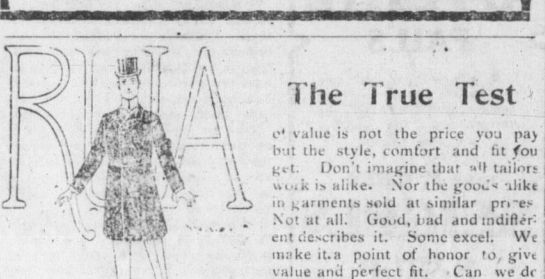 RUA
The True Test
of value is not the price you pay
but the style, comfort and fit you
get. Don't imagine that all tailors
work is alike. Nor the goods alike
in garments sold at similar prices
Not at all. Good, bad and indiffer-
ent describes it. Some excel. We
make it a point of honor to give
value and perfect fit. Can we do